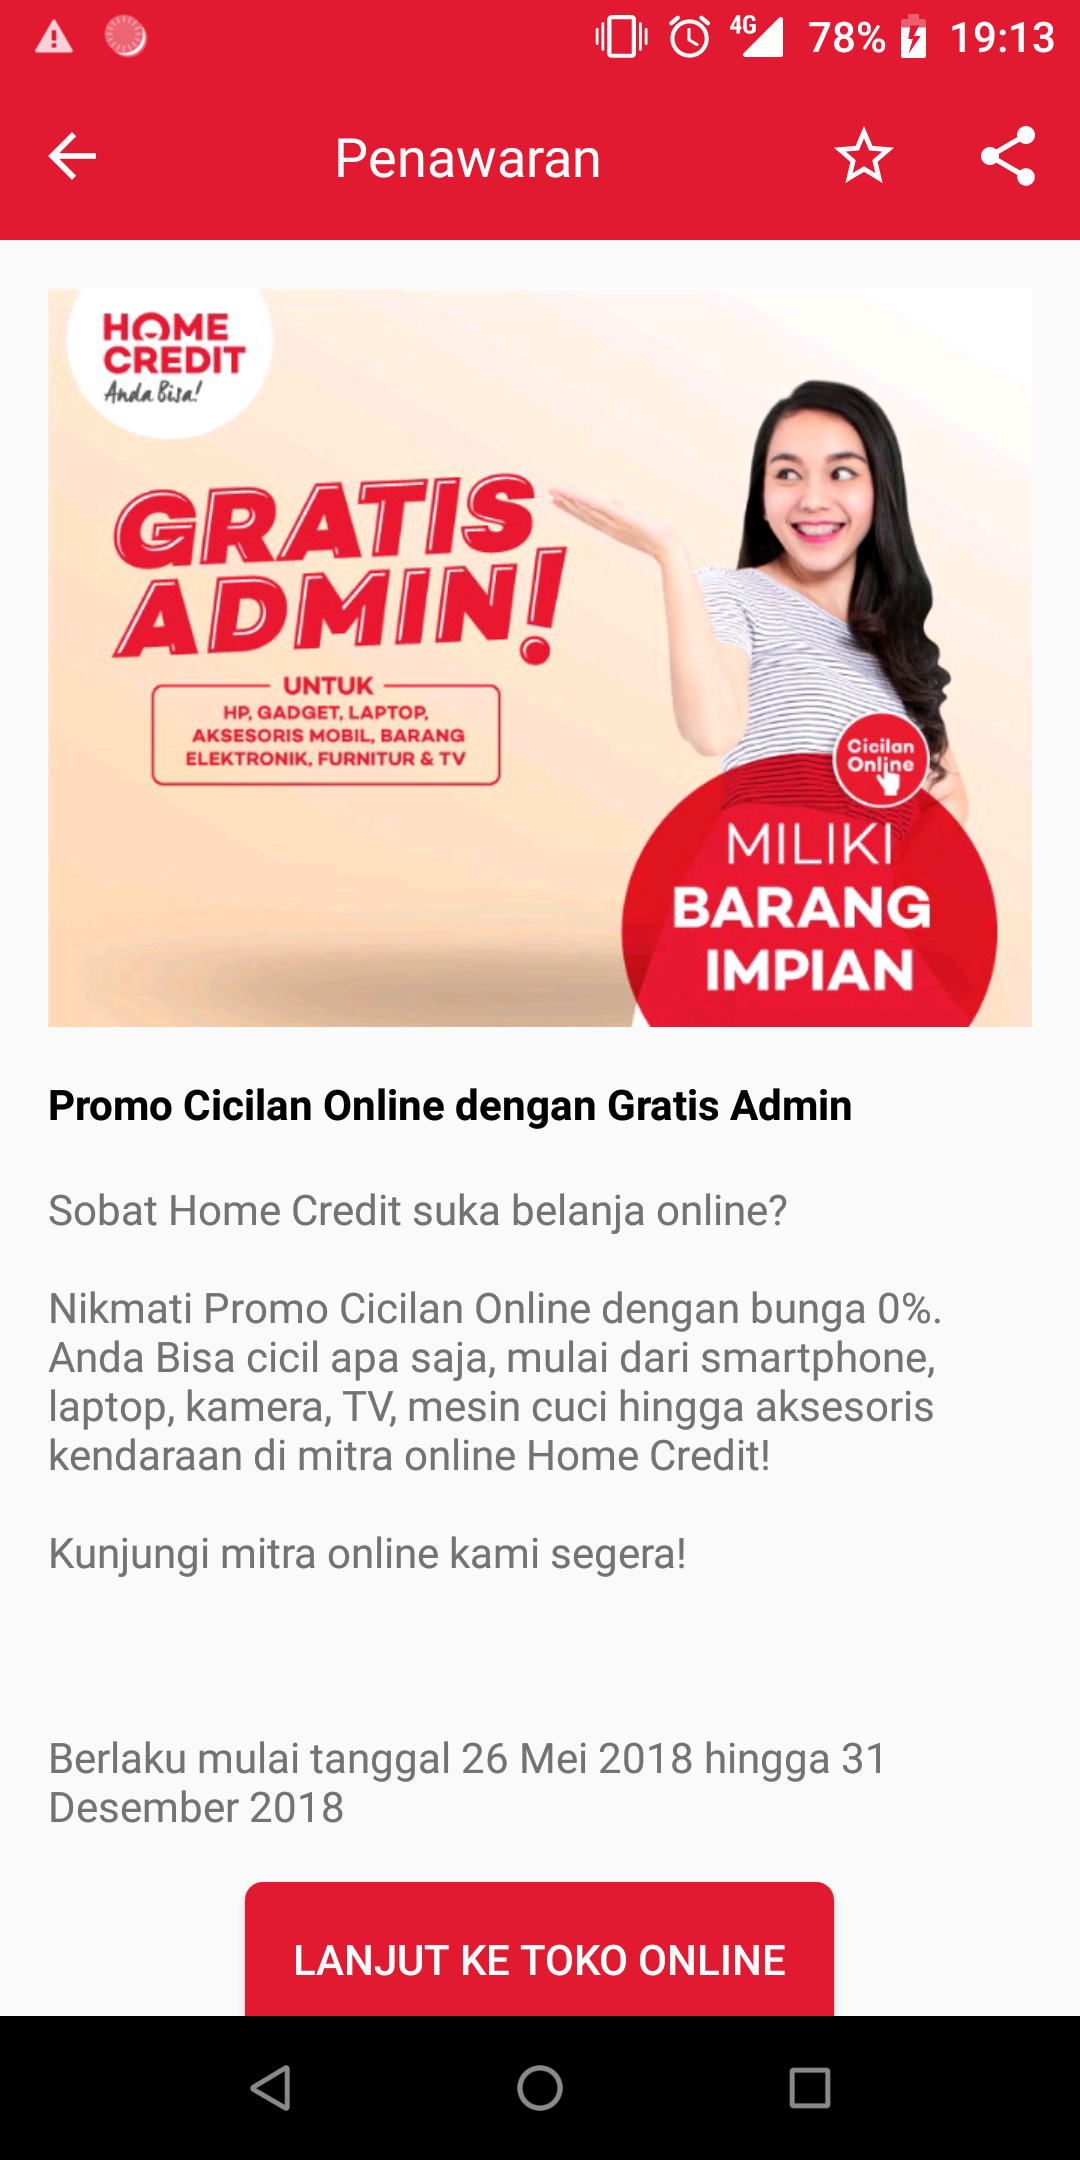 4G 78% 19:13
Penawaran
HOME
CREDIT
Anda Bisa!
GRATIS
ADMIN!
UNTUK
HP, GADGET, LAPTOP,
AKSESORIS MOBIL, BARANG
ELEKTRONIK, FURNITUR & TV
Cicilan
Online
MILIKI
BARANG
IMPIAN
Promo Cicilan Online dengan Gratis Admin
Sobat Home Credit suka belanja online?
Nikmati Promo Cicilan Online dengan bunga 0%.
Anda Bisa cicil apa saja, mulai dari smartphone,
laptop, kamera, TV, mesin cuci hingga aksesoris
kendaraan di mitra online Home Credit!
Kunjungi mitra online kami segera!
Berlaku mulai tanggal 26 Mei 2018 hingga 31
Desember 2018
LANJUT KE TOKO ONLINE